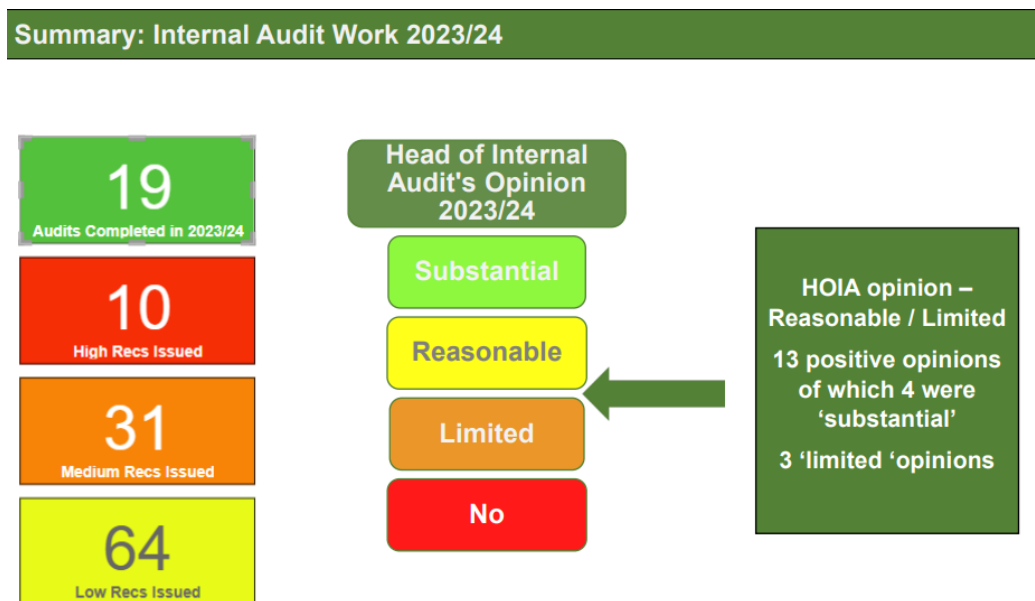 Summary: Internal Audit Work 2023/24
19
Audits Completed in 2023/24
10
High Recs Issued
31
Medium Recs Issued
64
Low Recs Issued
Head of Internal
Audit's Opinion
2023/24
Substantial
Reasonable
Limited
No
HOIA opinion –
Reasonable / Limited
13 positive opinions
of which 4 were
‘substantial’
3 ‘limited ‘opinions